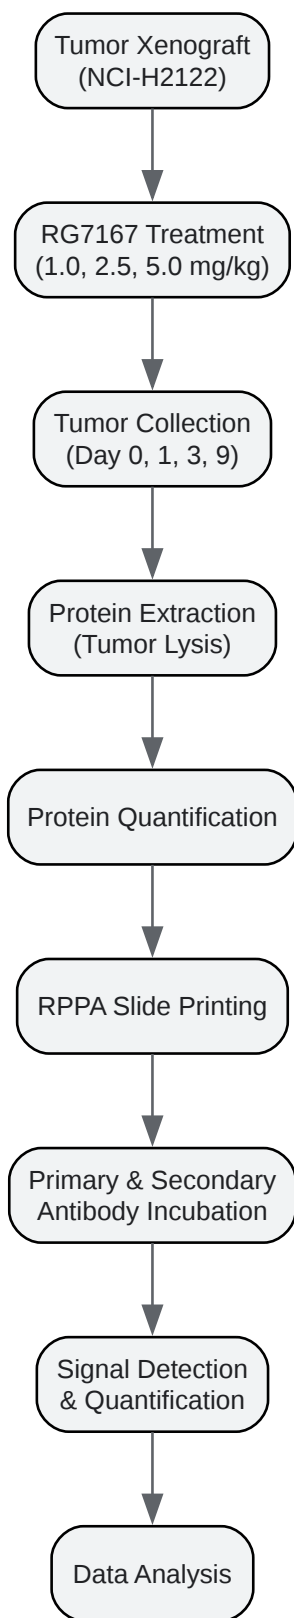 Tumor Xenograft
(NCI-H2122)
RG7167 Treatment
(1.0, 2.5, 5.0 mg/kg)
Tumor Collection
(Day 0, 1, 3, 9)
Protein Extraction
(Tumor Lysis)
Protein Quantification
RPPA Slide Printing
Primary & Secondary
Antibody Incubation
Signal Detection
& Quantification
Data Analysis